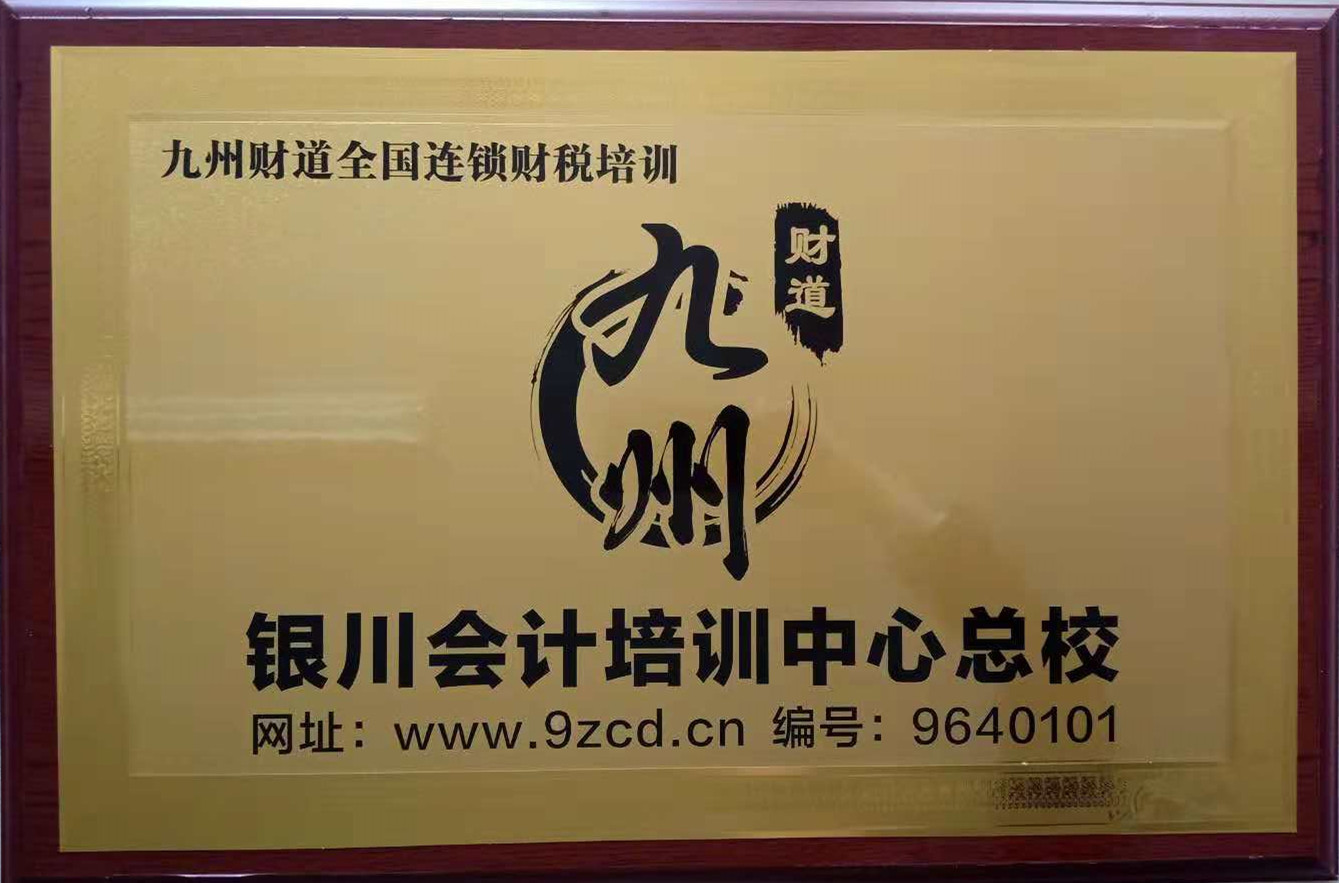 九州财道全国连锁财税培训
财道
九州
银川会计培训中心总校
网址：www.9zcd.cn 编号：9640101